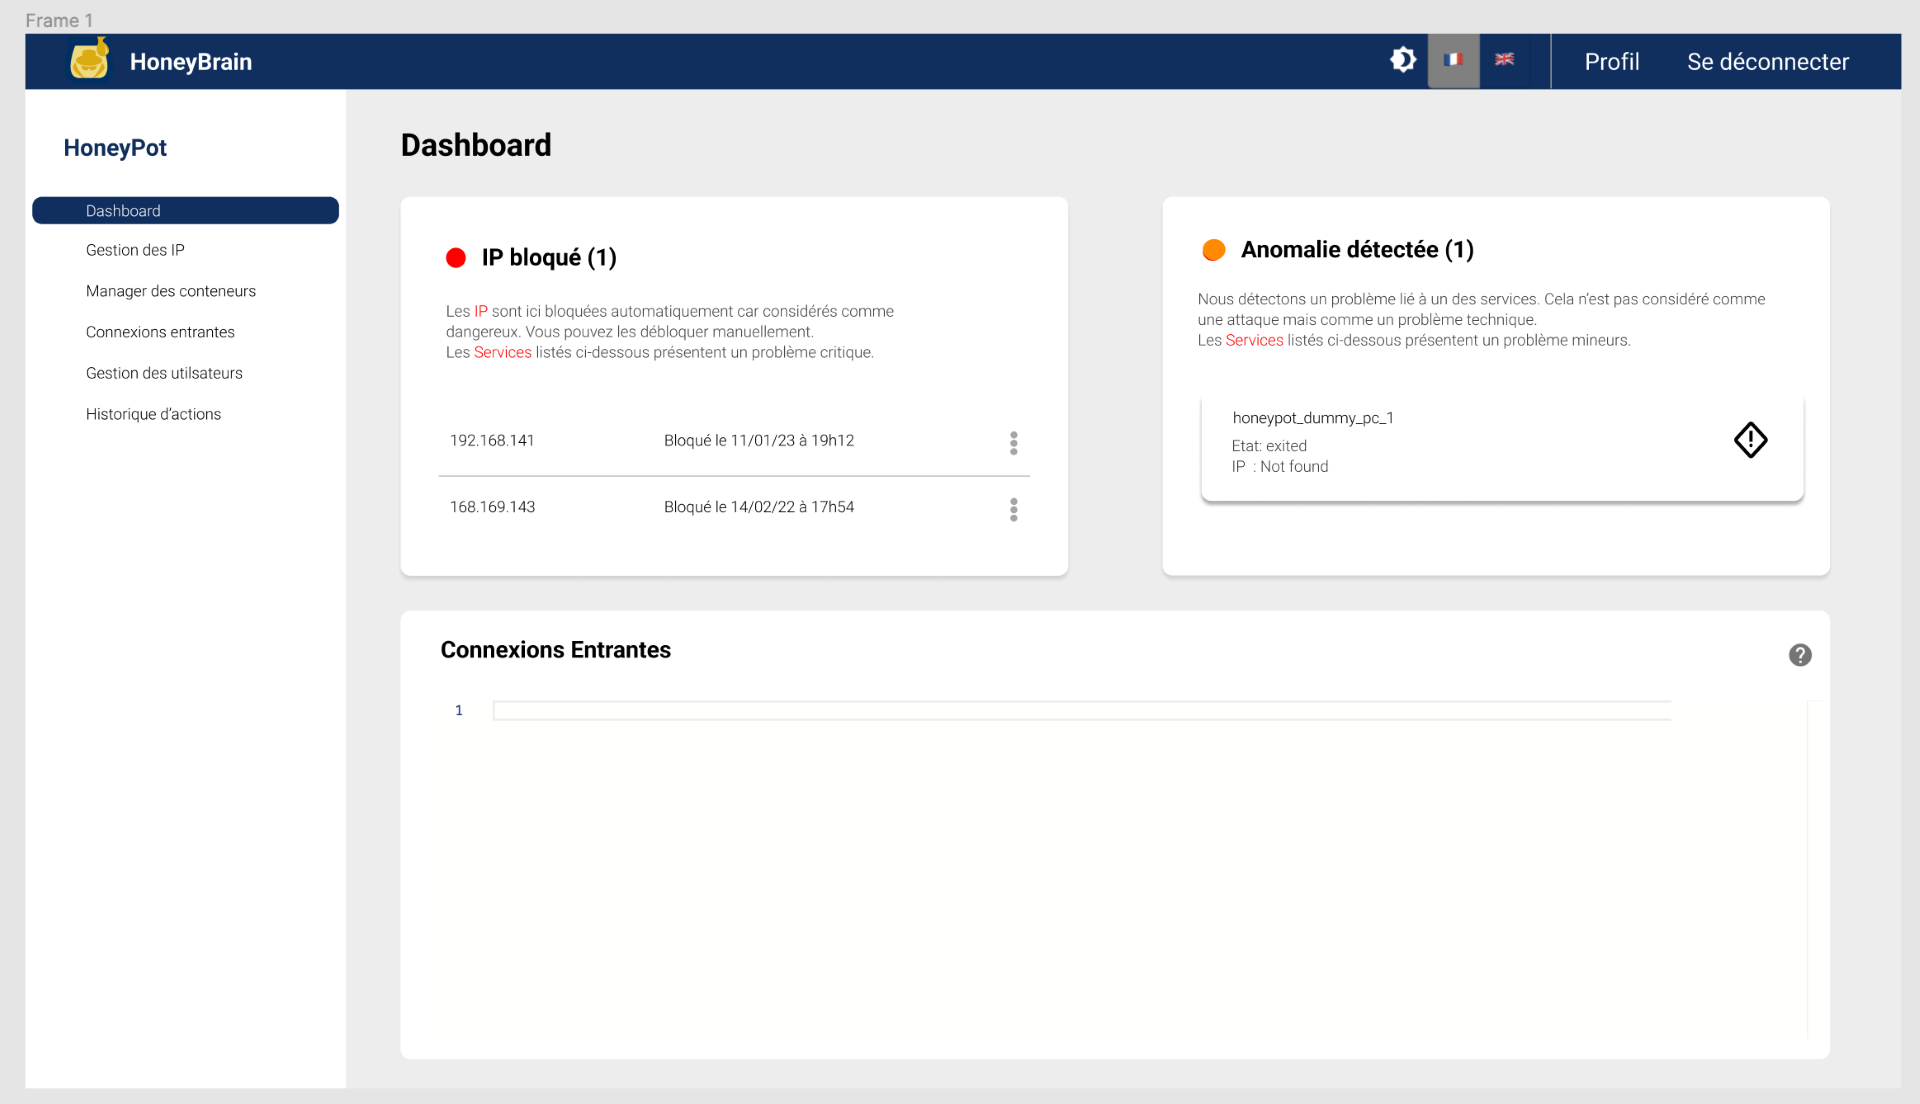 Frame 1
HoneyBrain
Profil
Se déconnecter
HoneyPot
Dashboard
Gestion des IP
Manager des conteneurs
Connexions entrantes
Gestion des utilsateurs
Historique d'actions
Dashboard
IP bloqué (1)
Les IP sont ici bloquées automatiquement car considérés comme
dangereux. Vous pouvez les débloquer manuellement.
Les Services listés ci-dessous présentent un problème critique.
192.168.141 Bloqué le 11/01/23 à 19h12
168.169.143 Bloqué le 14/02/22 à 17h54
Anomalie détectée (1)
Nous détectons un problème lié à un des services. Cela n'est pas considéré comme
une attaque mais comme un problème technique.
Les Services listés ci-dessous présentent un problème mineurs.
honeypot_dummy_pc_1
Etat: exited
IP : Not found
Connexions Entrantes
?
1